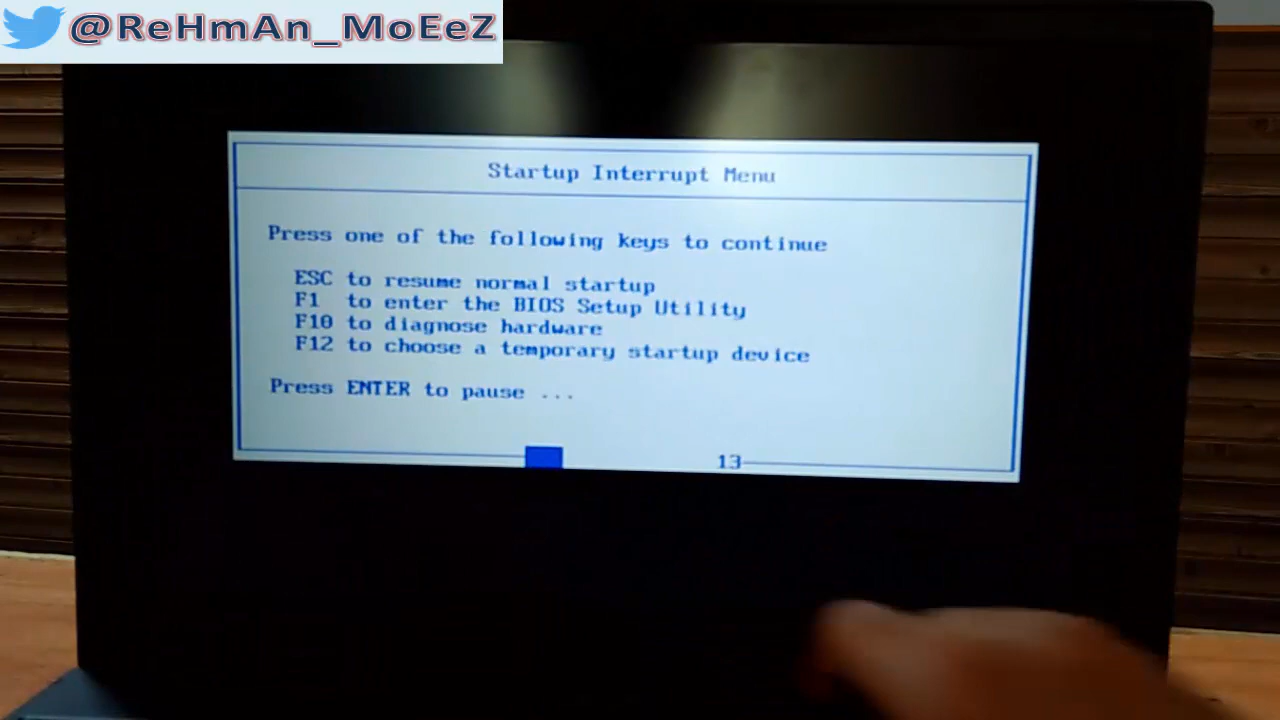 @ReHmAn_MoEeZ
Startup Interrupt Menu
Press one of the following keys to continue
ESC to resume normal startup
F1 to enter the BIOS Setup Utility
F10 to diagnose hardware
F12 to choose a temporary startup device
Press ENTER to pause ...
13